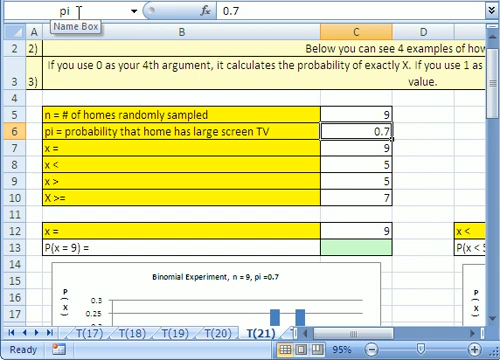 pi
fx
0.7
Name Box
A B C D E
2 2) Below you can see 4 examples of how
If you use 0 as your 4th argument, it calculates the probability of exactly X. If you use 1 as
3 3) value.
4
5 n = # of homes randomly sampled 9
6 pi = probability that home has large screen TV 0.7
7 x = 9
8 x < 5
9 x > 5
10 X >= 7
11
12 x = 9 x <
13 P(x = 9) = P(x < 5
14
15 Binomial Experiment, n = 9, pi =0.7
16 P ( x ) 0.3
17 0.25
T(17) T(18) T(19) T(20) T(21)
Ready 95%